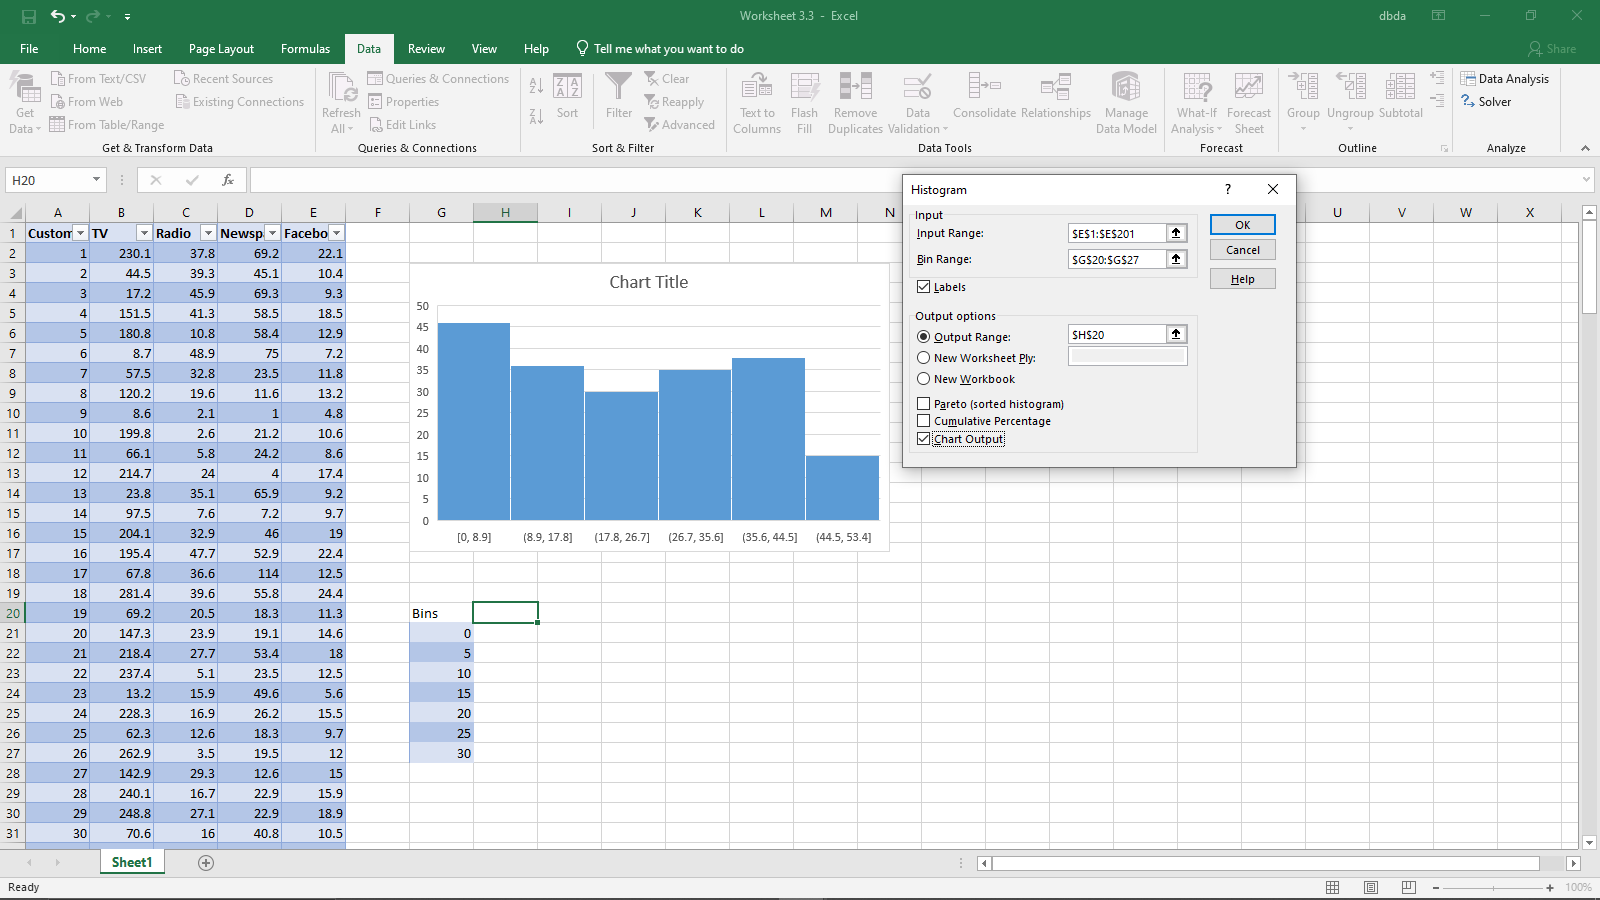 Worksheet 3.3 - Excel
dbda
File Home Insert Page Layout Formulas Data Review View Help Tell me what you want to do Share
Get Data
From Text/CSV
From Web
From Table/Range
Recent Sources
Existing Connections
Get & Transform Data
Refresh All
Queries & Connections
Properties
Edit Links
Queries & Connections
Sort
Filter
Clear
Reapply
Advanced
Sort & Filter
Text to Columns
Flash Fill
Remove Duplicates
Data Validation
Consolidate
Relationships
Manage Data Model
Data Tools
What-If Analysis
Forecast Sheet
Forecast
Group
Ungroup
Subtotal
Outline
Data Analysis
Solver
Analyze
H20
fx
A B C D E F G H I J K L M N U V W X
1 Custom TV Radio Newsp Facebo
2 1 230.1 37.8 69.2 22.1
3 2 44.5 39.3 45.1 10.4
4 3 17.2 45.9 69.3 9.3
5 4 151.5 41.3 58.5 18.5
6 5 180.8 10.8 58.4 12.9
7 6 8.7 48.9 75 7.2
8 7 57.5 32.8 23.5 11.8
9 8 120.2 19.6 11.6 13.2
10 9 8.6 2.1 1 4.8
11 10 199.8 2.6 21.2 10.6
12 11 66.1 5.8 24.2 8.6
13 12 214.7 24 4 17.4
14 13 23.8 35.1 65.9 9.2
15 14 97.5 7.6 7.2 9.7
16 15 204.1 32.9 46 19
17 16 195.4 47.7 52.9 22.4
18 17 67.8 36.6 114 12.5
19 18 281.4 39.6 55.8 24.4
20 19 69.2 20.5 18.3 11.3
21 20 147.3 23.9 19.1 14.6
22 21 218.4 27.7 53.4 18
23 22 237.4 5.1 23.5 12.5
24 23 13.2 15.9 49.6 5.6
25 24 228.3 16.9 26.2 15.5
26 25 62.3 12.6 18.3 9.7
27 26 262.9 3.5 19.5 12
28 27 142.9 29.3 12.6 15
29 28 240.1 16.7 22.9 15.9
30 29 248.8 27.1 22.9 18.9
31 30 70.6 16 40.8 10.5
Chart Title
50
45
40
35
30
25
20
15
10
5
0
[0, 8.9] (8.9, 17.8] (17.8, 26.7] (26.7, 35.6] (35.6, 44.5] (44.5, 53.4]
Bins
0
5
10
15
20
25
30
Histogram ?
Input
Input Range: $E$1:$E$201
Bin Range: $G$20:$G$27
Labels
OK
Cancel
Help
Output options
Output Range: $H$20
New Worksheet Ply:
New Workbook
Pareto (sorted histogram)
Cumulative Percentage
Chart Output
Sheet1
Ready
100%